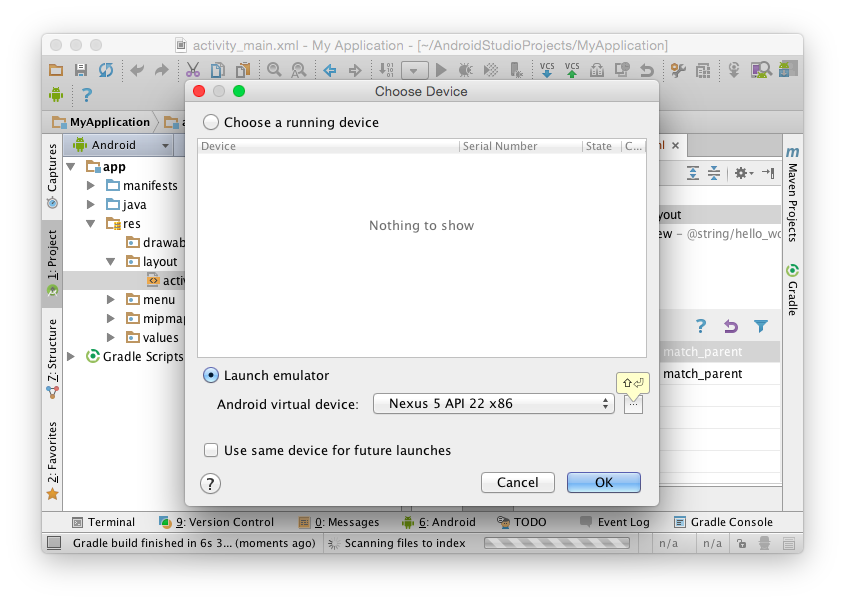 activity_main.xml - My Application - [~/AndroidStudioProjects/MyApplication]
VCS VCS
?
MyApplication
Choose Device
Choose a running device
Device Serial Number State C...
Nothing to show
Launch emulator
Android virtual device: Nexus 5 API 22 x86
...
Use same device for future launches
? Cancel OK
Captures
1: Project
Z: Structure
2: Favorites
Android
app
manifests
java
res
drawab
layout
activ
menu
mipmap
values
Gradle Scripts
yout
ew - @string/hello_wo
?
match_parent
match_parent
m
Maven Projects
Gradle
Terminal 9: Version Control 0: Messages 6: Android TODO Event Log Gradle Console
Gradle build finished in 6s 3... (moments ago) Scanning files to index n/a n/a